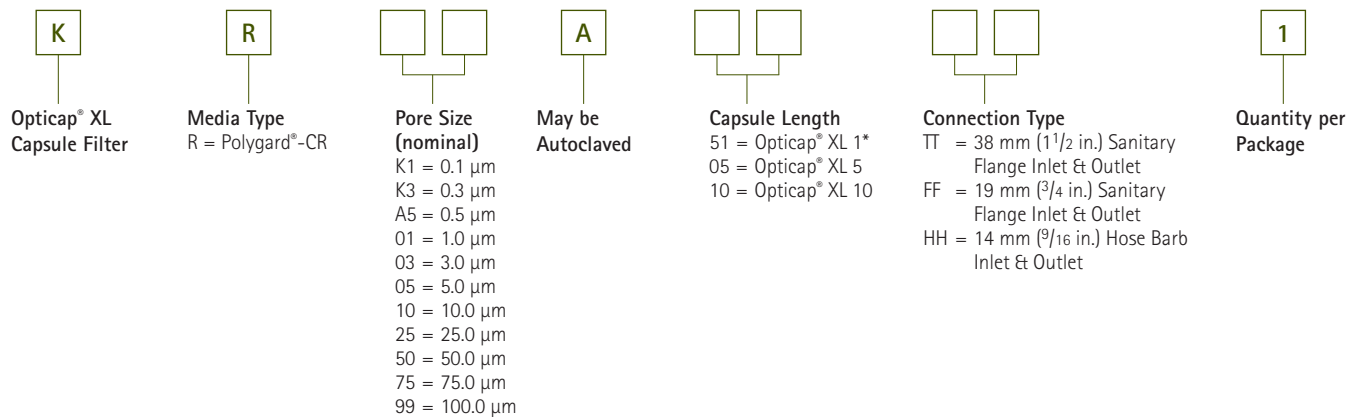 K
R
A
1
Opticap® XL
Capsule Filter
Media Type
R = Polygard®-CR
Pore Size
(nominal)
K1 = 0.1 µm
K3 = 0.3 µm
A5 = 0.5 µm
01 = 1.0 µm
03 = 3.0 µm
05 = 5.0 µm
10 = 10.0 µm
25 = 25.0 µm
50 = 50.0 µm
75 = 75.0 µm
99 = 100.0 µm
May be
Autoclaved
Capsule Length
51 = Opticap® XL 1*
05 = Opticap® XL 5
10 = Opticap® XL 10
Connection Type
TT = 38 mm (1 1/2 in.) Sanitary
Flange Inlet & Outlet
FF = 19 mm (3/4 in.) Sanitary
Flange Inlet & Outlet
HH = 14 mm (9/16 in.) Hose Barb
Inlet & Outlet
Quantity per
Package